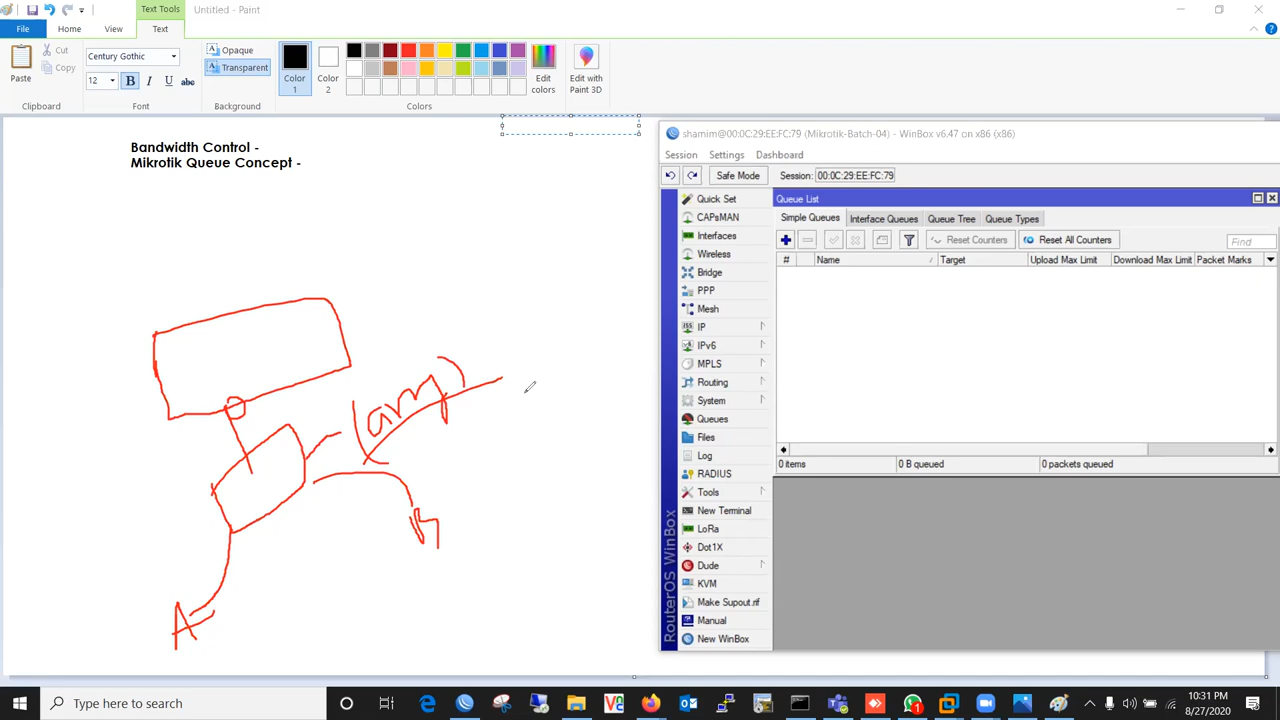 Text Tools
Untitled - Paint
File
Home
View
Text
Paste
Cut
Copy
Clipboard
Century Gothic
12
B
I
U
abc
Font
Opaque
Transparent
Background
Color 1
Color 2
Edit colors
Colors
Edit with Paint 3D
Bandwidth Control -
Mikrotik Queue Concept -
A
shamim@00:0C:29:EE:FC:79 (Mikrotik-Batch-04) - WinBox v6.47 on x86 (x86)
Session
Settings
Dashboard
Safe Mode
Session:
00:0C:29:EE:FC:79
RouterOS WinBox
Quick Set
CAPsMAN
Interfaces
Wireless
Bridge
PPP
Mesh
IP
IPv6
MPLS
Routing
System
Queues
Files
Log
RADIUS
Tools
New Terminal
LoRa
Dot1X
Dude
KVM
Make Supout.rif
Manual
New WinBox
Queue List
Simple Queues
Interface Queues
Queue Tree
Queue Types
Reset Counters
Reset All Counters
Find
#
Name
Target
Upload Max Limit
Download Max Limit
Packet Marks
0 items
0 B queued
0 packets queued
Type here to search
10:31 PM
8/27/2020